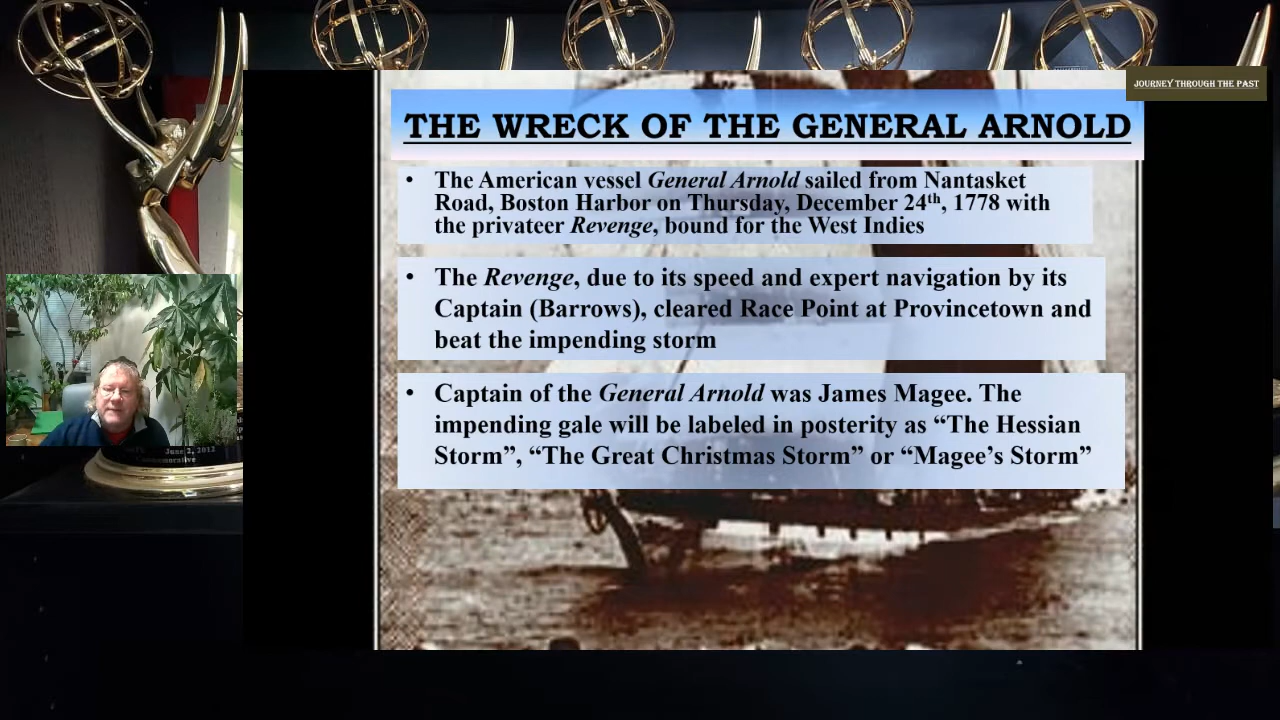 JOURNEY THROUGH THE PAST
THE WRECK OF THE GENERAL ARNOLD
• The American vessel General Arnold sailed from Nantasket
Road, Boston Harbor on Thursday, December 24th, 1778 with
the privateer Revenge, bound for the West Indies
• The Revenge, due to its speed and expert navigation by its
Captain (Barrows), cleared Race Point at Provincetown and
beat the impending storm
• Captain of the General Arnold was James Magee. The
impending gale will be labeled in posterity as “The Hessian
Storm”, “The Great Christmas Storm” or “Magee’s Storm”
June 2, 2012
Commemorative